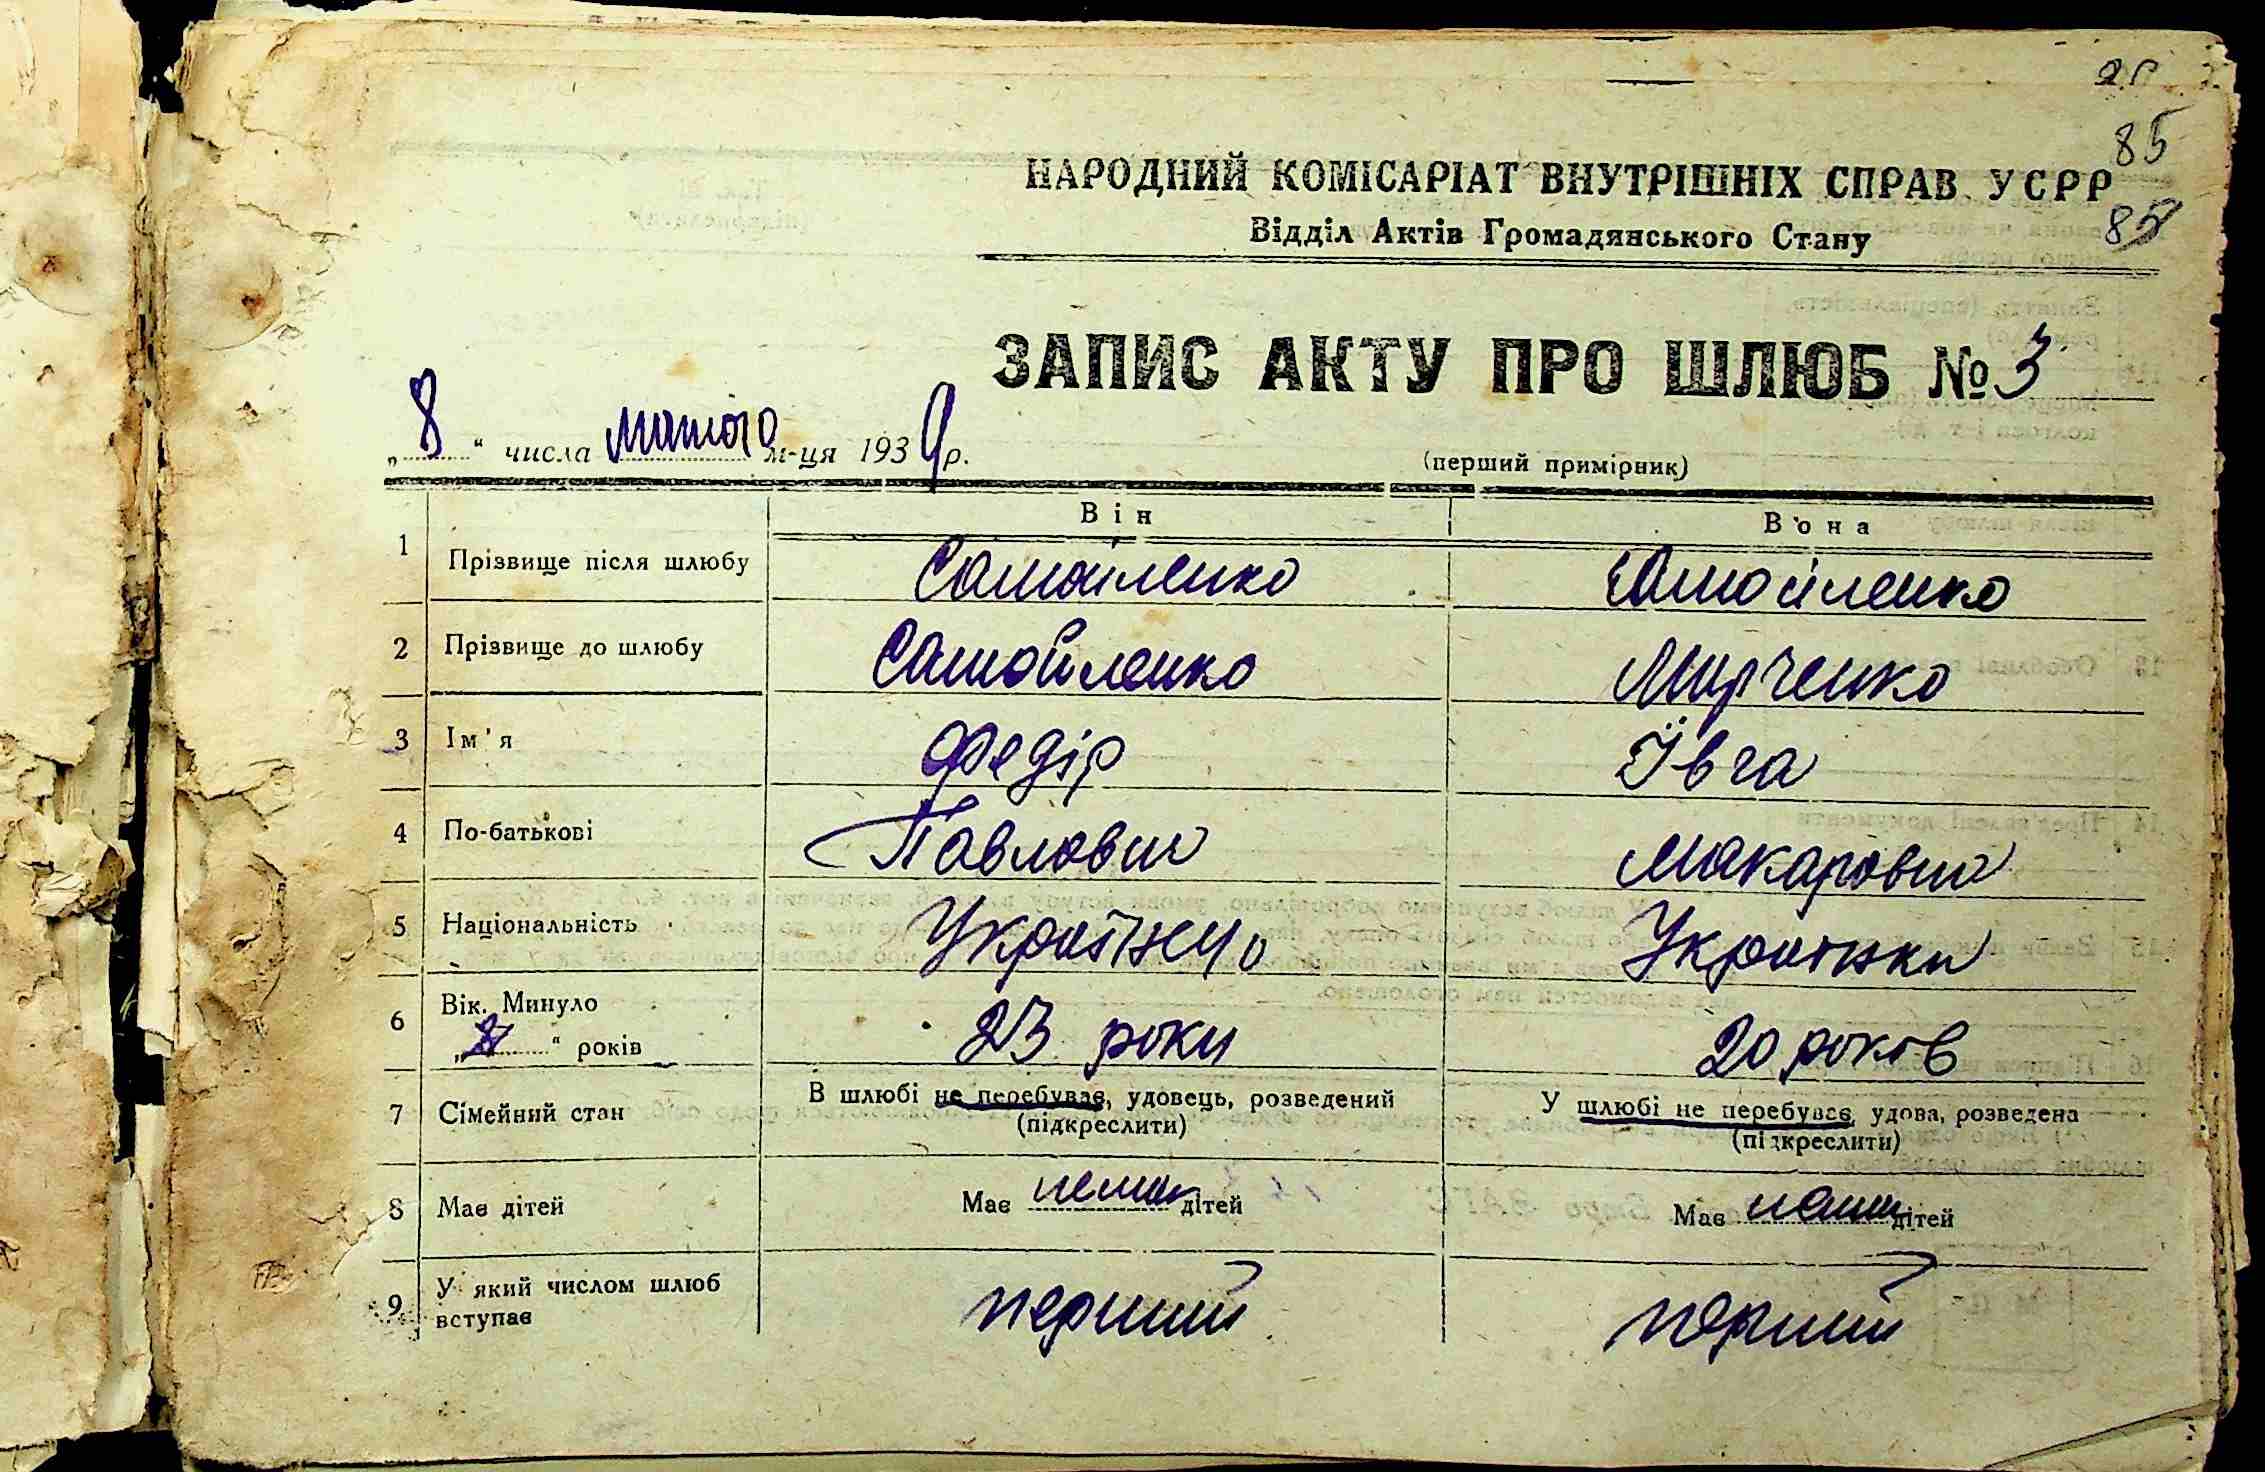 85
НАРОДНИЙ КОМІСАРІАТ ВНУТРІШНІХ СПРАВ УСРР
85
Відділ Актів Громадянського Стану
ЗАПИС АКТУ ПРО ШЛЮБ № 3
„8“ числа лютого м-ця 1939 р.
(перший примірник)
Він Вона
1 Прізвище після шлюбу Самойленко Самойленко
2 Прізвище до шлюбу Самойленко Мирченко
3 Ім'я Федір Ївга
4 По-батькові Павлович Макаровна
5 Національність Українець Українка
6 Вік. Минуло 23 роки 20 років
„ “ років
7 Сімейний стан В шлюбі не перебуває, удовець, розведений У шлюбі не перебуває, удова, розведена
(підкреслити) (підкреслити)
8 Має дітей Має нема дітей Має нема дітей
9 У який числом шлюб вступає перший перший